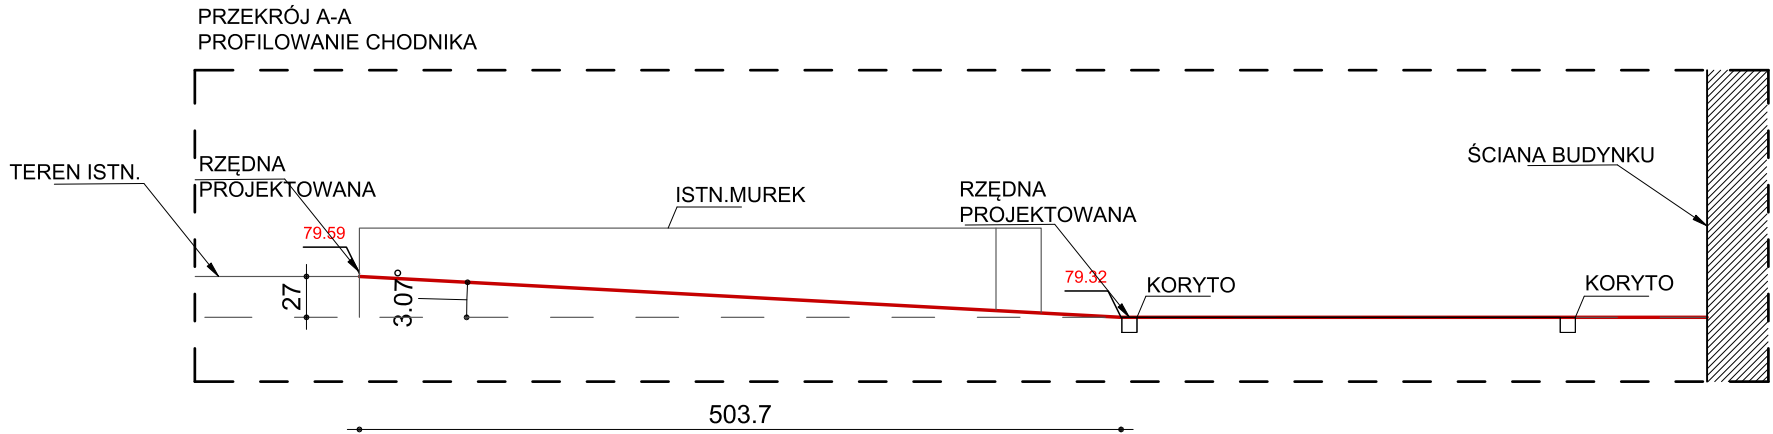 PRZEKRÓJ A-A
PROFILOWANIE CHODNIKA
TEREN ISTN.
RZĘDNA
PROJEKTOWANA
79.59
ISTN.MUREK
RZĘDNA
PROJEKTOWANA
79.32
KORYTO
KORYTO
ŚCIANA BUDYNKU
27
3.07°
503.7